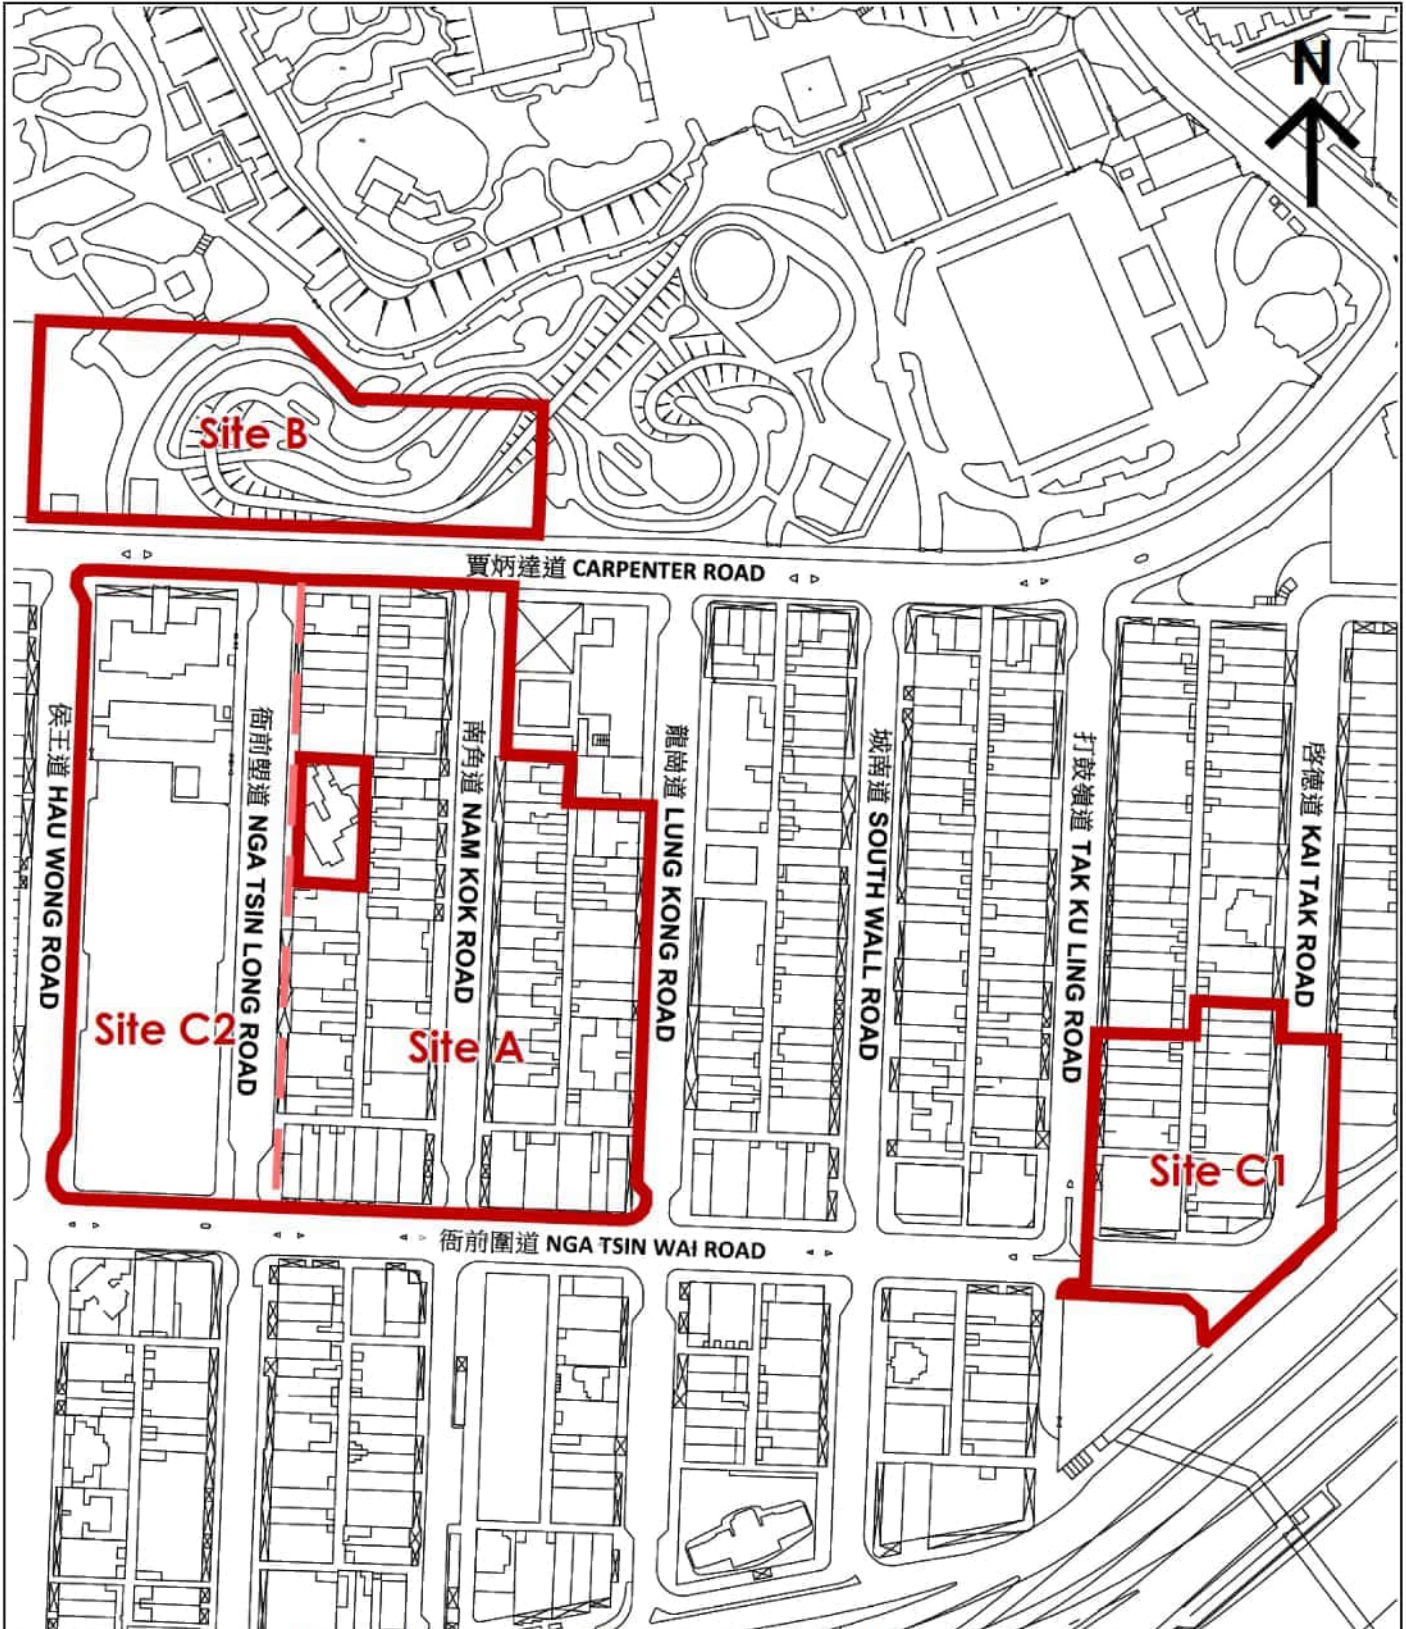 N
Site B
賈炳達道 CARPENTER ROAD
侯王道 HAU WONG ROAD
衙前塱道 NGA TSIN LONG ROAD
南角道 NAM KOK ROAD
龍崗道 LUNG KONG ROAD
城南道 SOUTH WALL ROAD
打鼓嶺道 TAK KU LING ROAD
啓德道 KAI TAK ROAD
Site C2
Site A
Site C1
衙前圍道 NGA TSIN WAI ROAD